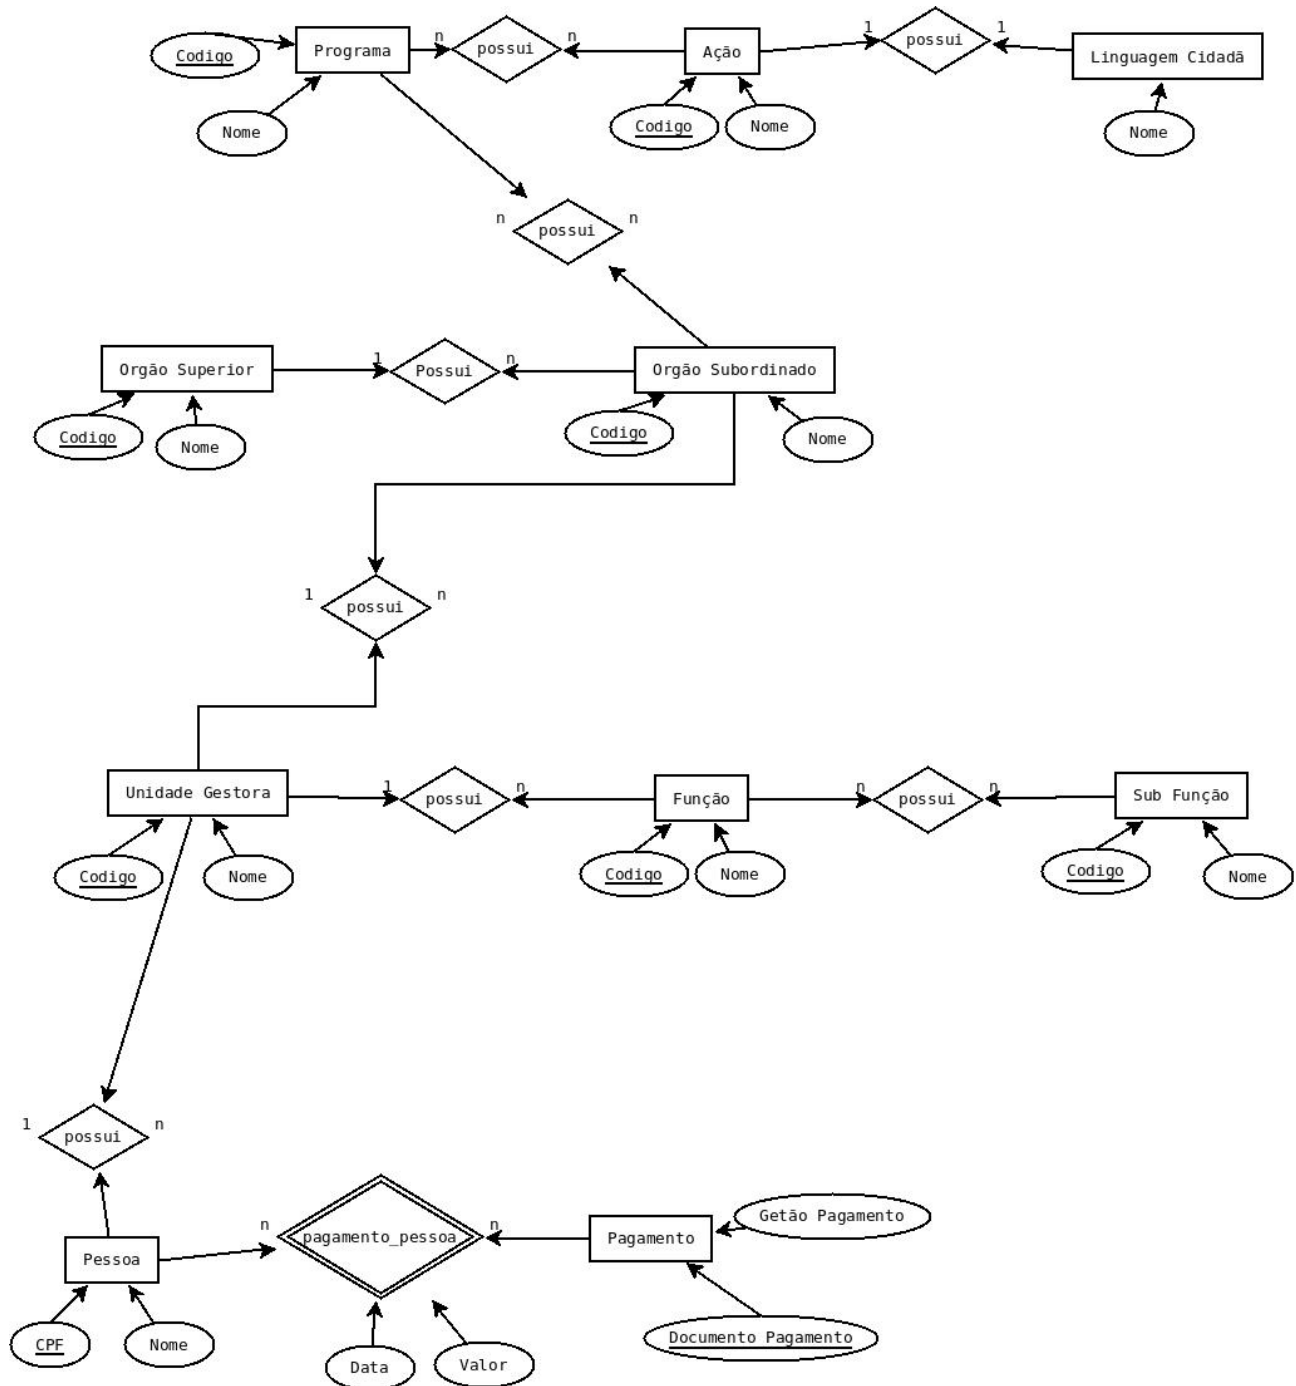 Codigo
Programa
n
possui
n
Ação
1
possui
1
Linguagem Cidadã
Nome
Codigo
Nome
Nome
n
possui
n
Orgão Superior
1
Possui
n
Orgão Subordinado
Codigo
Nome
Codigo
Nome
1
possui
n
Unidade Gestora
1
possui
n
Função
n
possui
n
Sub Função
Codigo
Nome
Codigo
Nome
Codigo
Nome
1
possui
n
Pessoa
n
pagamento_pessoa
n
Pagamento
Getão Pagamento
CPF
Nome
Data
Valor
Documento Pagamento